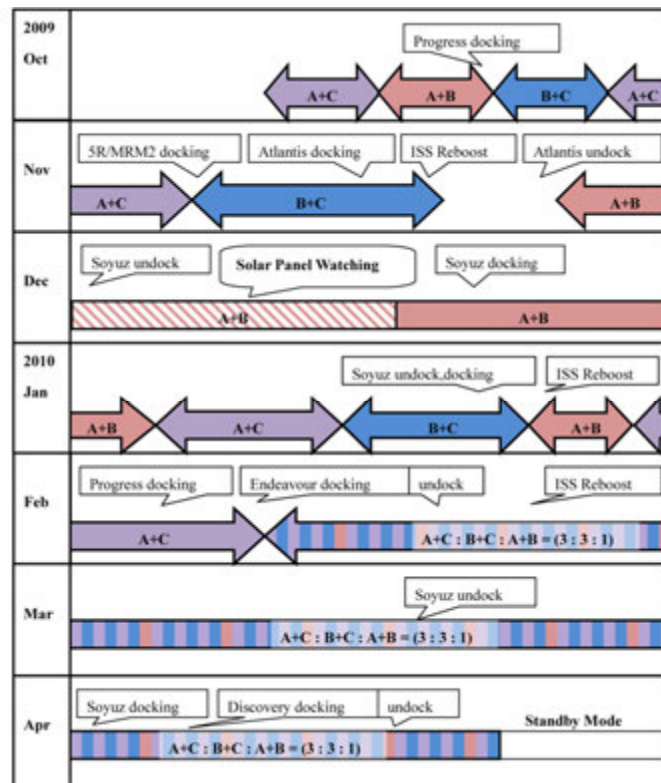 2009
Oct
Progress docking
A+C
A+B
B+C
A+C
Nov
5R/MRM2 docking
Atlantis docking
ISS Reboost
Atlantis undock
A+C
B+C
A+B
Dec
Soyuz undock
Solar Panel Watching
Soyuz docking
A+B
A+B
2010
Jan
Soyuz undock,docking
ISS Reboost
A+B
A+C
B+C
A+B
Feb
Progress docking
Endeavour docking
undock
ISS Reboost
A+C
A+C : B+C : A+B = (3 : 3 : 1)
Mar
Soyuz undock
A+C : B+C : A+B = (3 : 3 : 1)
Apr
Soyuz docking
Discovery docking
undock
Standby Mode
A+C : B+C : A+B = (3 : 3 : 1)